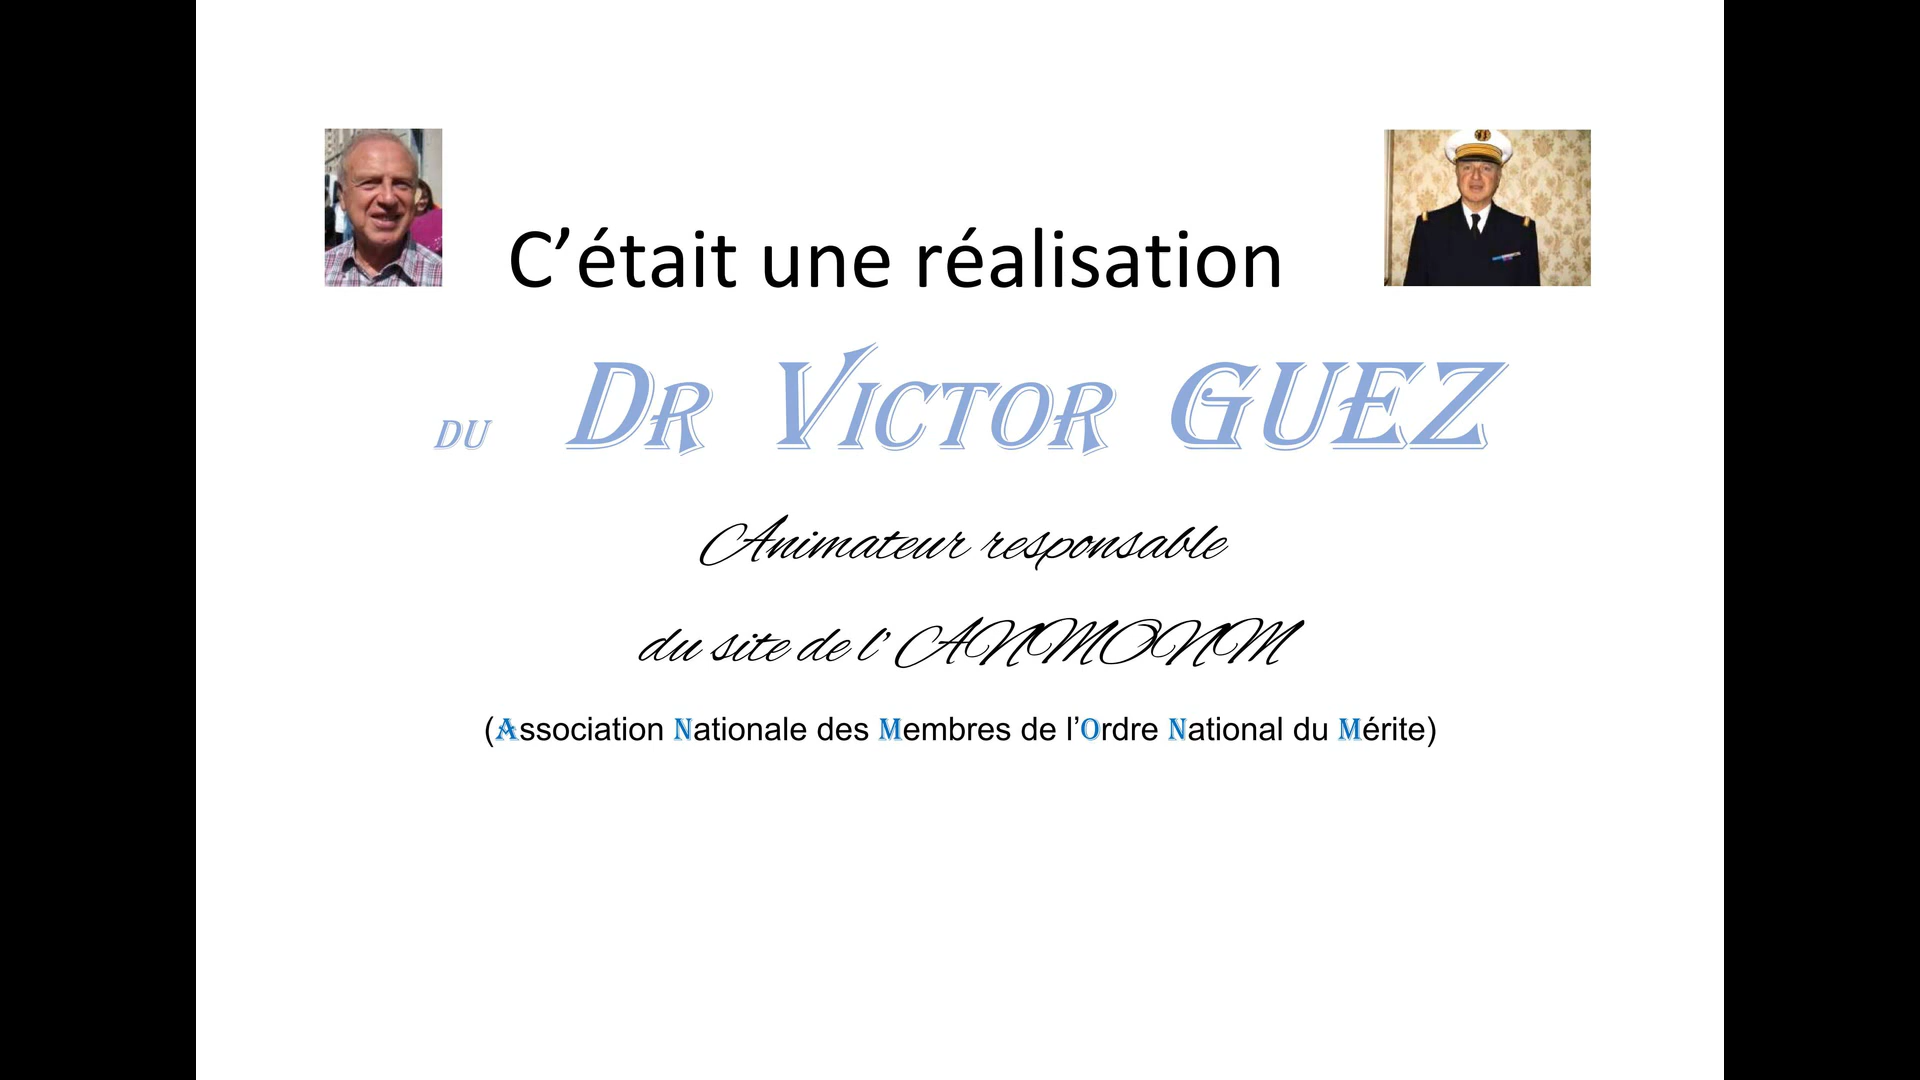 C’était une réalisation
DU DR VICTOR GUEZ
Animateur responsable
du site de l’ ANMONM
(Association Nationale des Membres de l’Ordre National du Mérite)